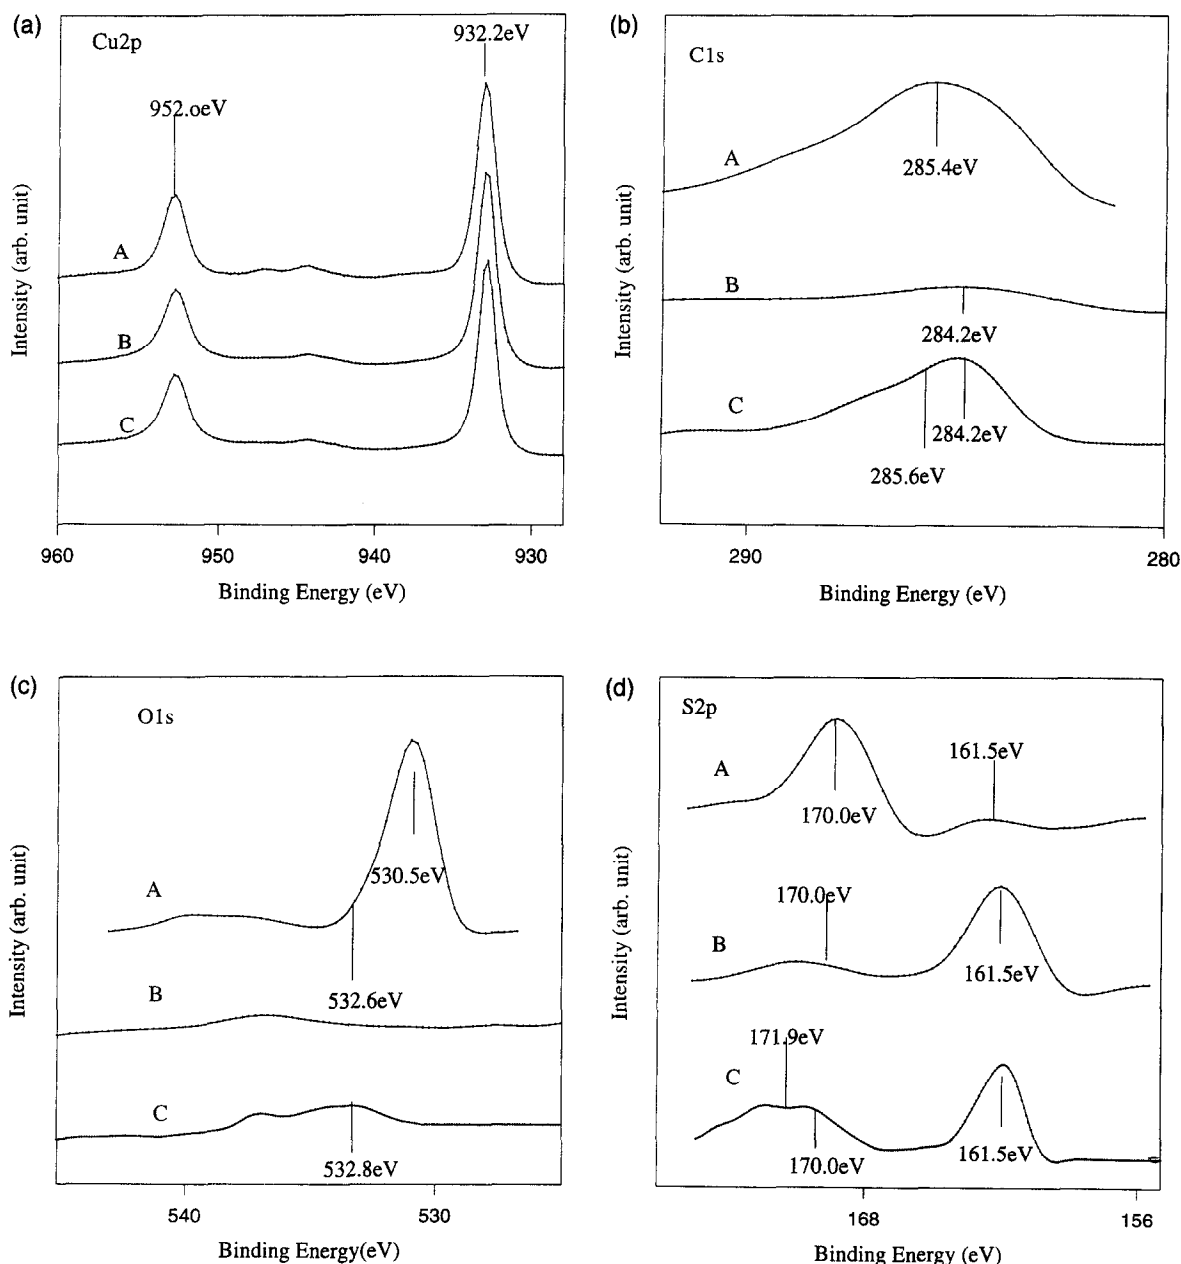 (a)
Cu2p
932.2eV
952.oeV
A
B
C
Intensity (arb. unit)
960
950
940
930
Binding Energy (eV)
(b)
C1s
A
285.4eV
B
284.2eV
C
284.2eV
285.6eV
Intensity (arb. unit)
290
280
Binding Energy (eV)
(c)
O1s
A
530.5eV
532.6eV
B
C
532.8eV
Intensity (arb. unit)
540
530
Binding Energy(eV)
(d)
S2p
A
161.5eV
170.0eV
170.0eV
B
161.5eV
171.9eV
C
170.0eV
161.5eV
Intensity (arb. unit)
168
156
Binding Energy (eV)